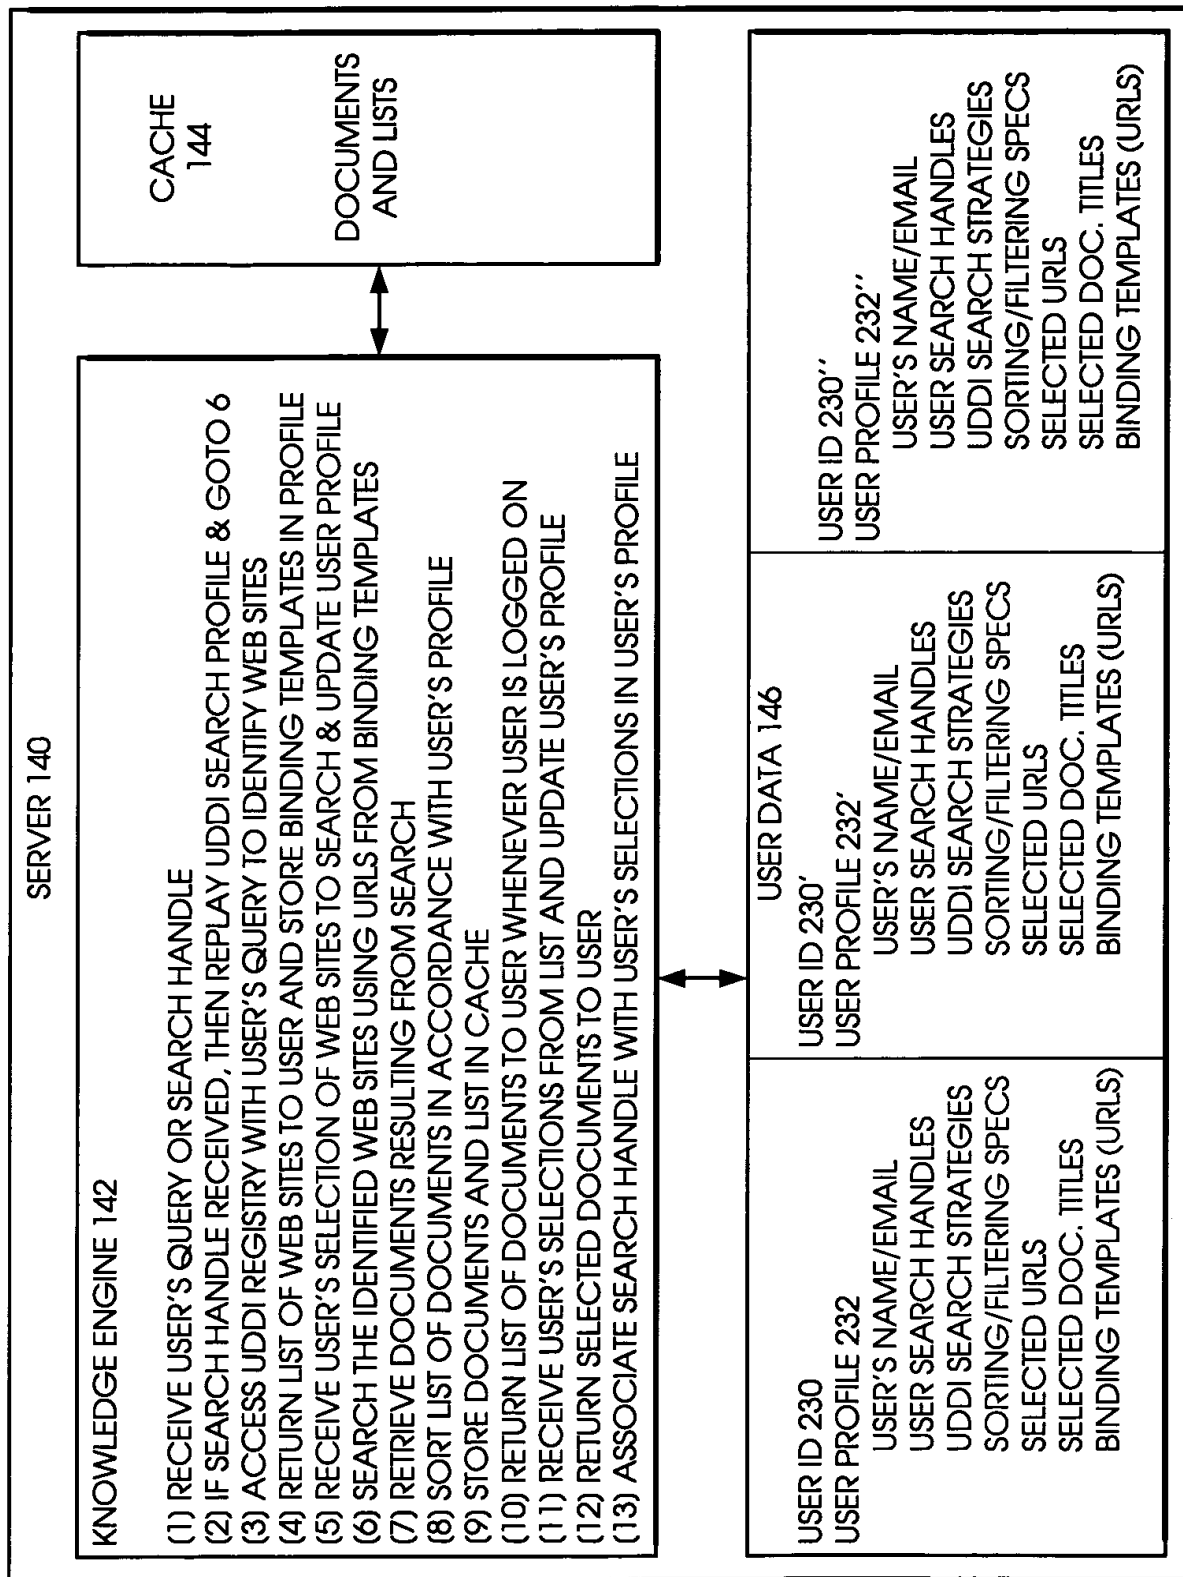 SERVER 140
KNOWLEDGE ENGINE 142
(1) RECEIVE USER'S QUERY OR SEARCH HANDLE
(2) IF SEARCH HANDLE RECEIVED, THEN REPLAY UDDI SEARCH PROFILE & GOTO 6
(3) ACCESS UDDI REGISTRY WITH USER'S QUERY TO IDENTIFY WEB SITES
(4) RETURN LIST OF WEB SITES TO USER AND STORE BINDING TEMPLATES IN PROFILE
(5) RECEIVE USER'S SELECTION OF WEB SITES TO SEARCH & UPDATE USER PROFILE
(6) SEARCH THE IDENTIFIED WEB SITES USING URLS FROM BINDING TEMPLATES
(7) RETRIEVE DOCUMENTS RESULTING FROM SEARCH
(8) SORT LIST OF DOCUMENTS IN ACCORDANCE WITH USER'S PROFILE
(9) STORE DOCUMENTS AND LIST IN CACHE
(10) RETURN LIST OF DOCUMENTS TO USER WHENEVER USER IS LOGGED ON
(11) RECEIVE USER'S SELECTIONS FROM LIST AND UPDATE USER'S PROFILE
(12) RETURN SELECTED DOCUMENTS TO USER
(13) ASSOCIATE SEARCH HANDLE WITH USER'S SELECTIONS IN USER'S PROFILE
CACHE
144
DOCUMENTS
AND LISTS
USER DATA 146
USER ID 230
USER PROFILE 232
USER'S NAME/EMAIL
USER SEARCH HANDLES
UDDI SEARCH STRATEGIES
SORTING/FILTERING SPECS
SELECTED URLS
SELECTED DOC. TITLES
BINDING TEMPLATES (URLS)
USER ID 230'
USER PROFILE 232'
USER'S NAME/EMAIL
USER SEARCH HANDLES
UDDI SEARCH STRATEGIES
SORTING/FILTERING SPECS
SELECTED URLS
SELECTED DOC. TITLES
BINDING TEMPLATES (URLS)
USER ID 230''
USER PROFILE 232''
USER'S NAME/EMAIL
USER SEARCH HANDLES
UDDI SEARCH STRATEGIES
SORTING/FILTERING SPECS
SELECTED URLS
SELECTED DOC. TITLES
BINDING TEMPLATES (URLS)